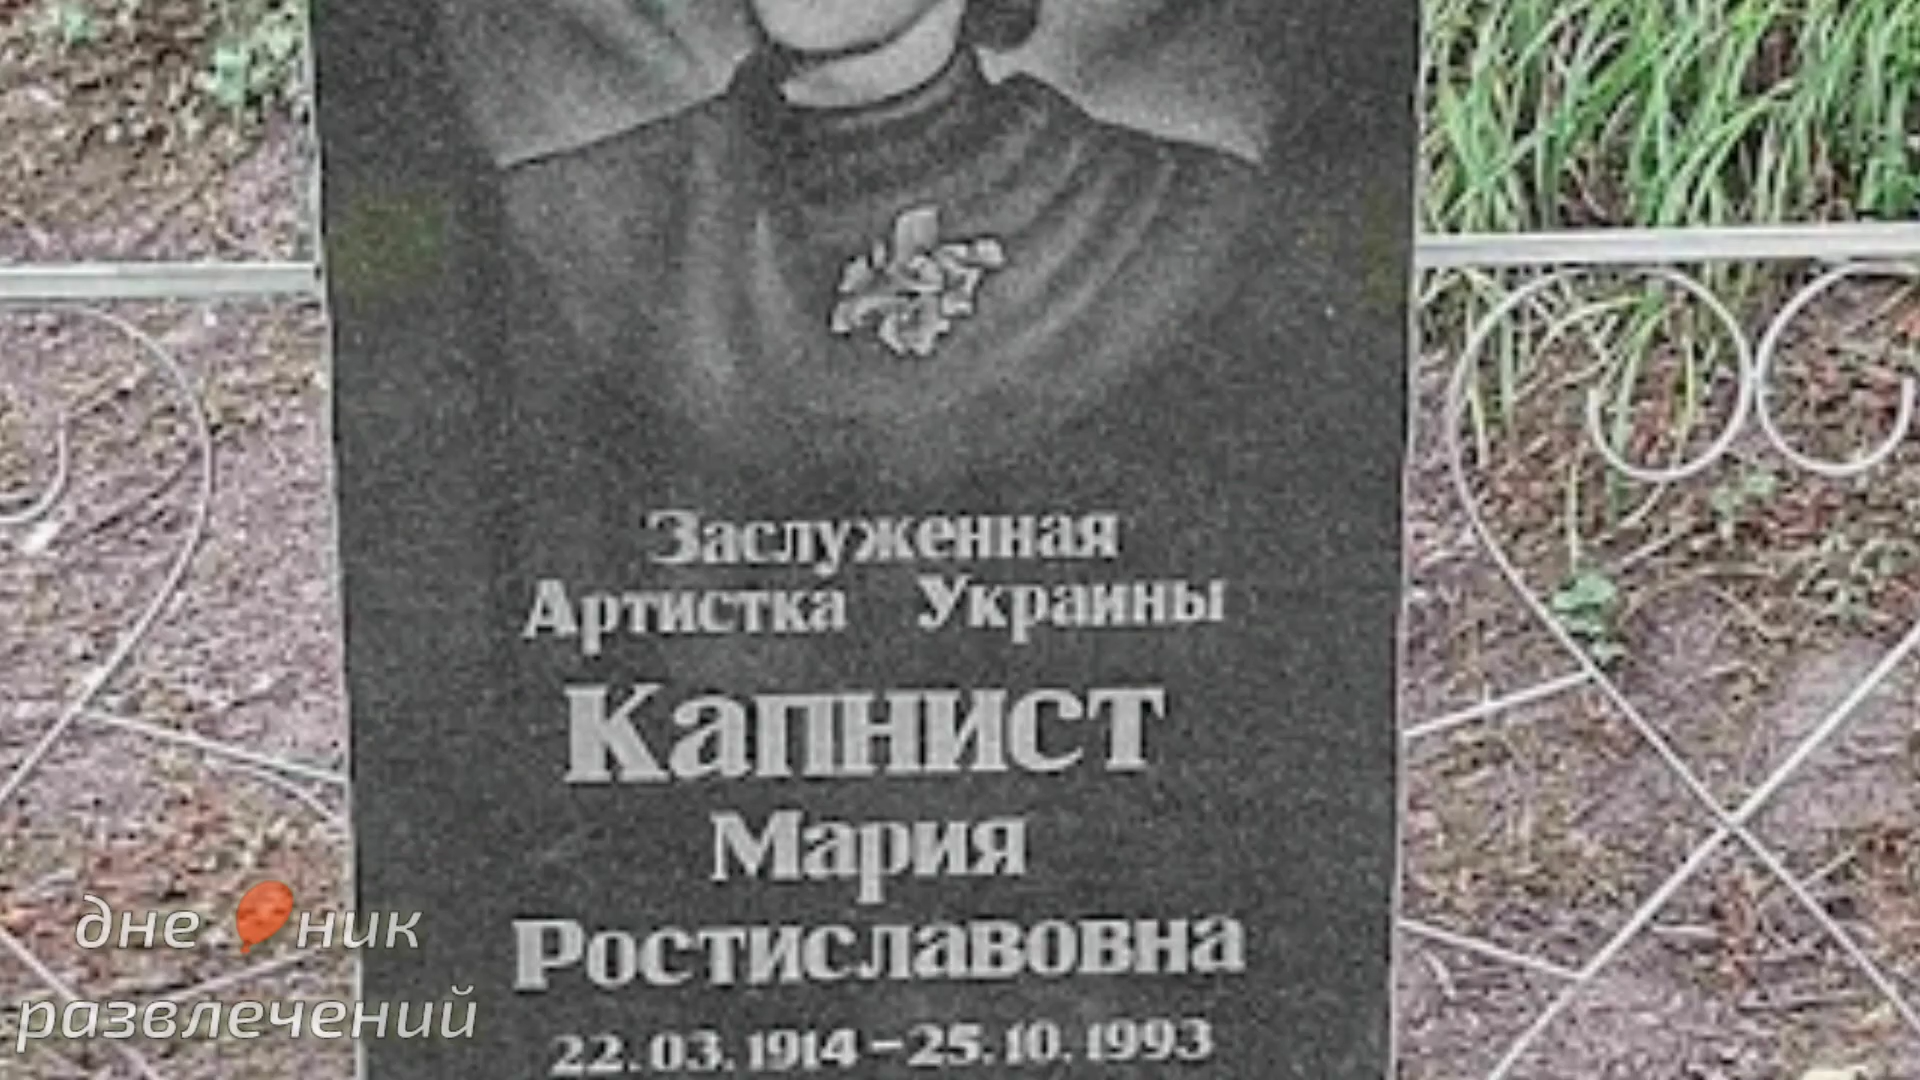 Заслуженная
Артистка Украины
Капнист
Мария
Ростиславовна
22.03.1914-25.10.1993
дне ник
развлечений